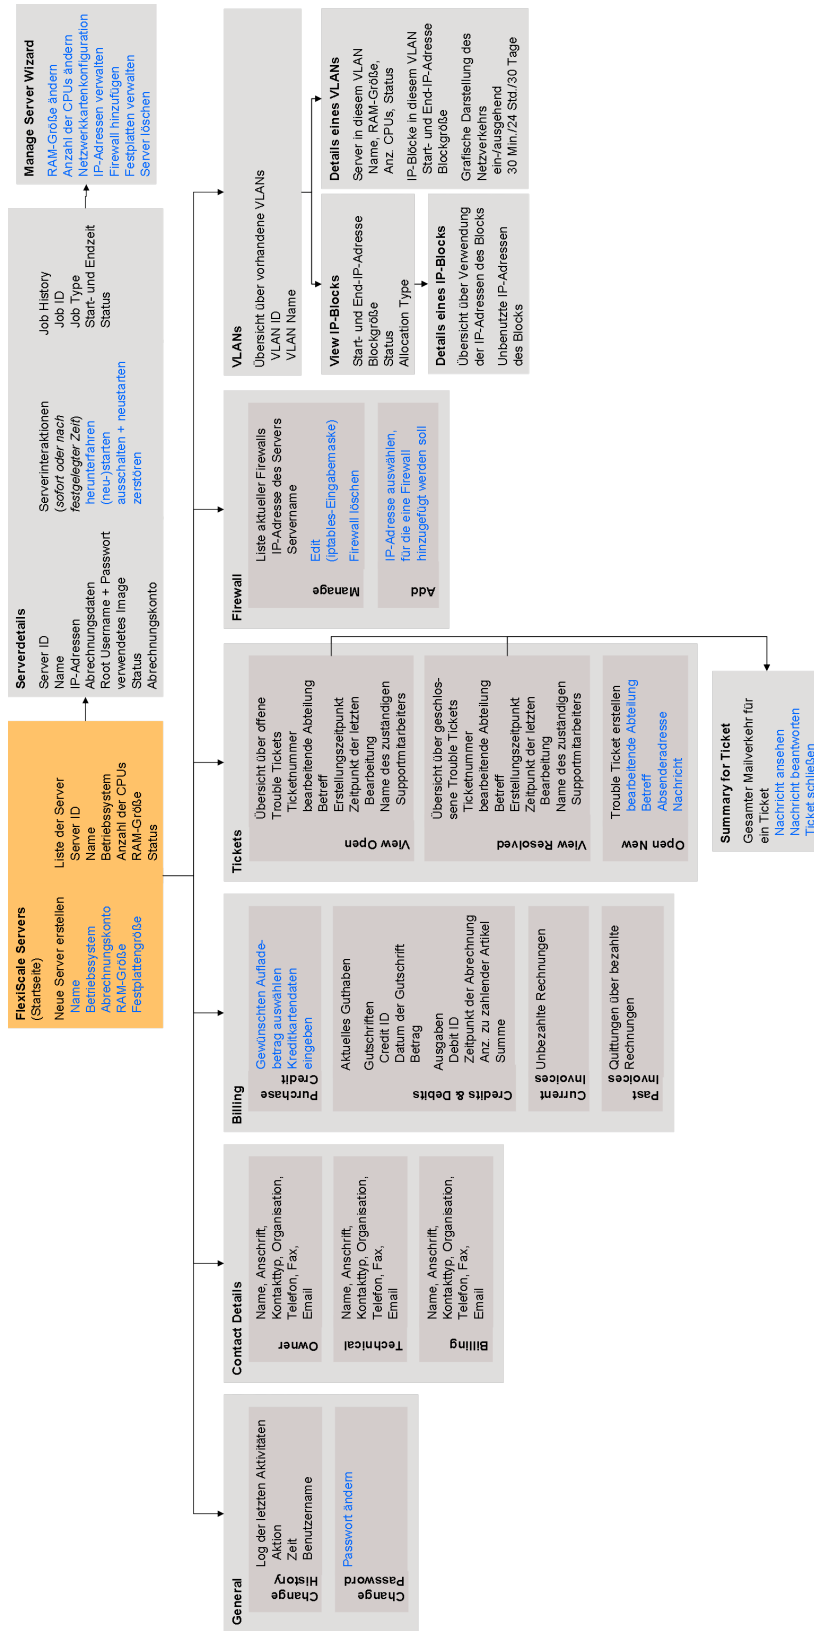 FlexiScale Servers
(Startseite)
Neue Server erstellen
Name
Betriebssystem
Abrechnungskonto
RAM-Größe
Festplattengröße
Liste der Server
Server ID
Name
Betriebssystem
Anzahl der CPUs
RAM-Größe
Status
Serverdetails
Server ID
Name
IP-Adressen
Abrechnungsdaten
Root Username + Passwort
verwendetes Image
Status
Abrechnungskonto
Serverinteraktionen
(sofort oder nach
festgelegter Zeit)
herunterfahren
(neu-)starten
ausschalten + neustarten
zerstören
Job History
Job ID
Job Type
Start- und Endzeit
Status
Manage Server Wizard
RAM-Größe ändern
Anzahl der CPUs ändern
Netzwerkkartenkonfiguration
IP-Adressen verwalten
Firewall hinzufügen
Festplatten verwalten
Server löschen
General
Change
History
Log der letzten Aktivitäten
Aktion
Zeit
Benutzername
Change
Password
Passwort ändern
Contact Details
Owner
Name, Anschrift,
Kontakttyp, Organisation,
Telefon, Fax,
Email
Technical
Name, Anschrift,
Kontakttyp, Organisation,
Telefon, Fax,
Email
Billing
Name, Anschrift,
Kontakttyp, Organisation,
Telefon, Fax,
Email
Billing
Purchase
Credit
Gewünschten Auflade-
betrag auswählen
Kreditkartendaten
eingeben
Credits & Debits
Aktuelles Guthaben
Gutschriften
Credit ID
Datum der Gutschrift
Betrag
Ausgaben
Debit ID
Zeitpunkt der Abrechnung
Anz. zu zahlender Artikel
Summe
Current
Invoices
Unbezahlte Rechnungen
Past
Invoices
Quittungen über bezahlte
Rechnungen
Tickets
View Open
Übersicht über offene
Trouble Tickets
Ticketnummer
bearbeitende Abteilung
Betreff
Erstellungszeitpunkt
Zeitpunkt der letzten
Bearbeitung
Name des zuständigen
Supportmitarbeiters
View Resolved
Übersicht über geschlos-
sene Trouble Tickets
Ticketnummer
bearbeitende Abteilung
Betreff
Erstellungszeitpunkt
Zeitpunkt der letzten
Bearbeitung
Name des zuständigen
Supportmitarbeiters
Open New
Trouble Ticket erstellen
bearbeitende Abteilung
Betreff
Absenderadresse
Nachricht
Summary for Ticket
Gesamter Mailverkehr für
ein Ticket
Nachricht ansehen
Nachricht beantworten
Ticket schließen
Firewall
Manage
Liste aktueller Firewalls
IP-Adresse des Servers
Servername
Edit
(iptables-Eingabemaske)
Firewall löschen
Add
IP-Adresse auswählen,
für die eine Firewall
hinzugefügt werden soll
VLANs
Übersicht über vorhandene VLANs
VLAN ID
VLAN Name
View IP-Blocks
Start- und End-IP-Adresse
Blockgröße
Status
Allocation Type
Details eines IP-Blocks
Übersicht über Verwendung
der IP-Adressen des Blocks
Unbenutzte IP-Adressen
des Blocks
Details eines VLANs
Server in diesem VLAN
Name, RAM-Größe,
Anz. CPUs, Status
IP-Blöcke in diesem VLAN
Start- und End-IP-Adresse
Blockgröße
Grafische Darstellung des
Netzverkehrs
ein-/ausgehend
30 Min./24 Std./30 Tage